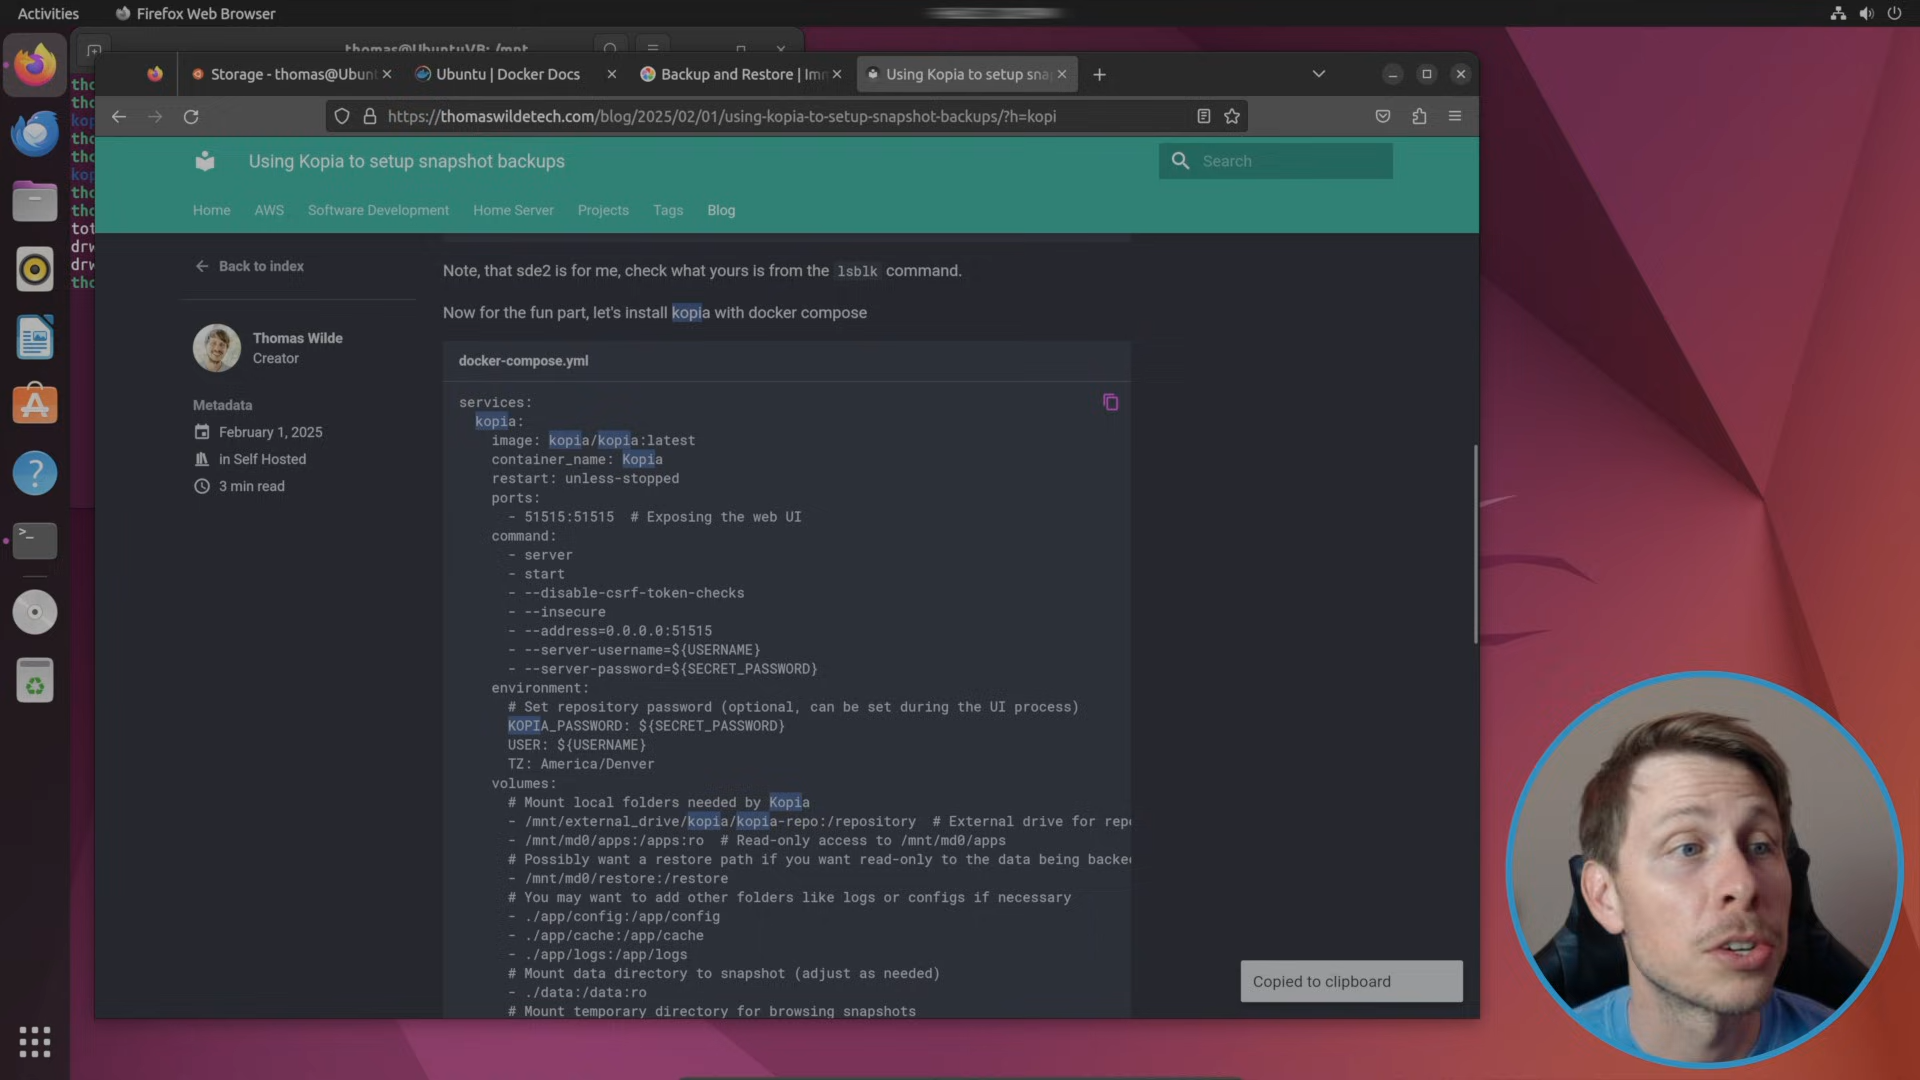 Activities
Firefox Web Browser
thomas@UbuntuVB: /mnt
Storage - thomas@Ubun
Ubuntu | Docker Docs
Backup and Restore | Im
Using Kopia to setup sna
https://thomaswildetech.com/blog/2025/02/01/using-kopia-to-setup-snapshot-backups/?h=kopi
Using Kopia to setup snapshot backups
Search
Home
AWS
Software Development
Home Server
Projects
Tags
Blog
Back to index
Thomas Wilde
Creator
Metadata
February 1, 2025
in Self Hosted
3 min read
Note, that sde2 is for me, check what yours is from the lsblk command.
Now for the fun part, let's install kopia with docker compose
docker-compose.yml
services:
kopia:
image: kopia/kopia:latest
container_name: Kopia
restart: unless-stopped
ports:
- 51515:51515 # Exposing the web UI
command:
- server
- start
- --disable-csrf-token-checks
- --insecure
- --address=0.0.0.0:51515
- --server-username=${USERNAME}
- --server-password=${SECRET_PASSWORD}
environment:
# Set repository password (optional, can be set during the UI process)
KOPIA_PASSWORD: ${SECRET_PASSWORD}
USER: ${USERNAME}
TZ: America/Denver
volumes:
# Mount local folders needed by Kopia
- /mnt/external_drive/kopia/kopia-repo:/repository # External drive for rep
- /mnt/md0/apps:/apps:ro # Read-only access to /mnt/md0/apps
# Possibly want a restore path if you want read-only to the data being backe
- /mnt/md0/restore:/restore
# You may want to add other folders like logs or configs if necessary
- ./app/config:/app/config
- ./app/cache:/app/cache
- ./app/logs:/app/logs
# Mount data directory to snapshot (adjust as needed)
- ./data:/data:ro
# Mount temporary directory for browsing snapshots
Copied to clipboard